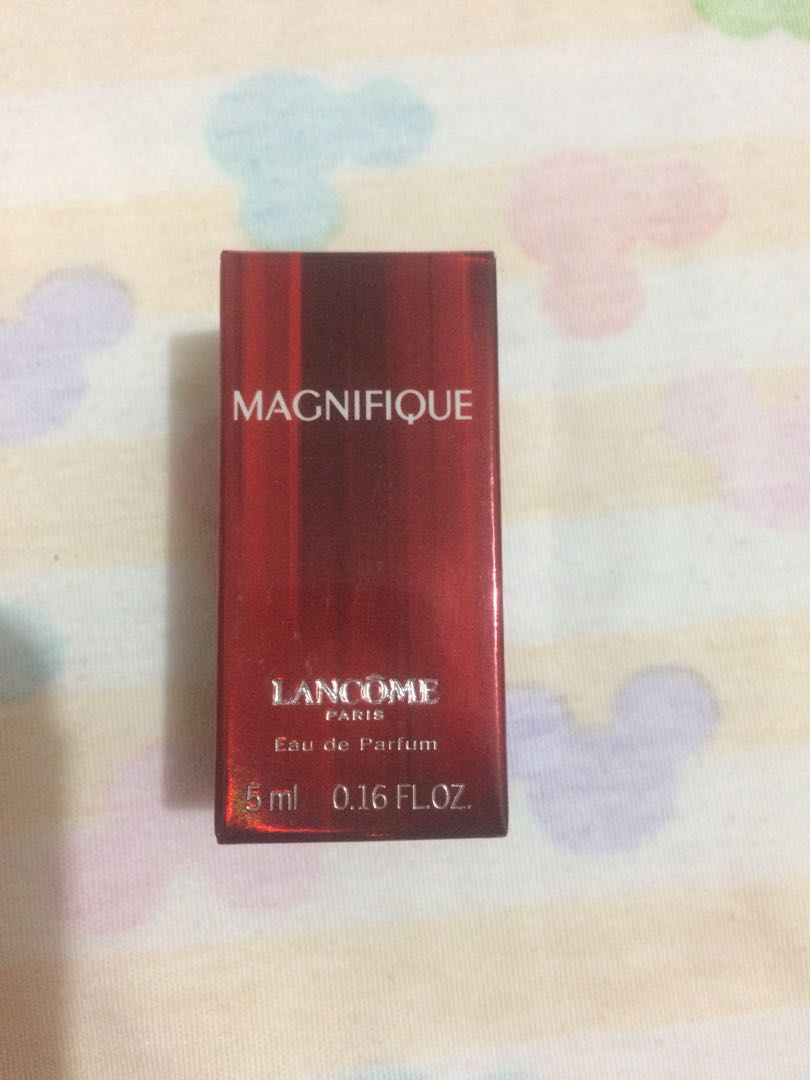 MAGNIFIQUE
LANCÔME
PARIS
Eau de Parfum
5 ml 0.16 FL.OZ.